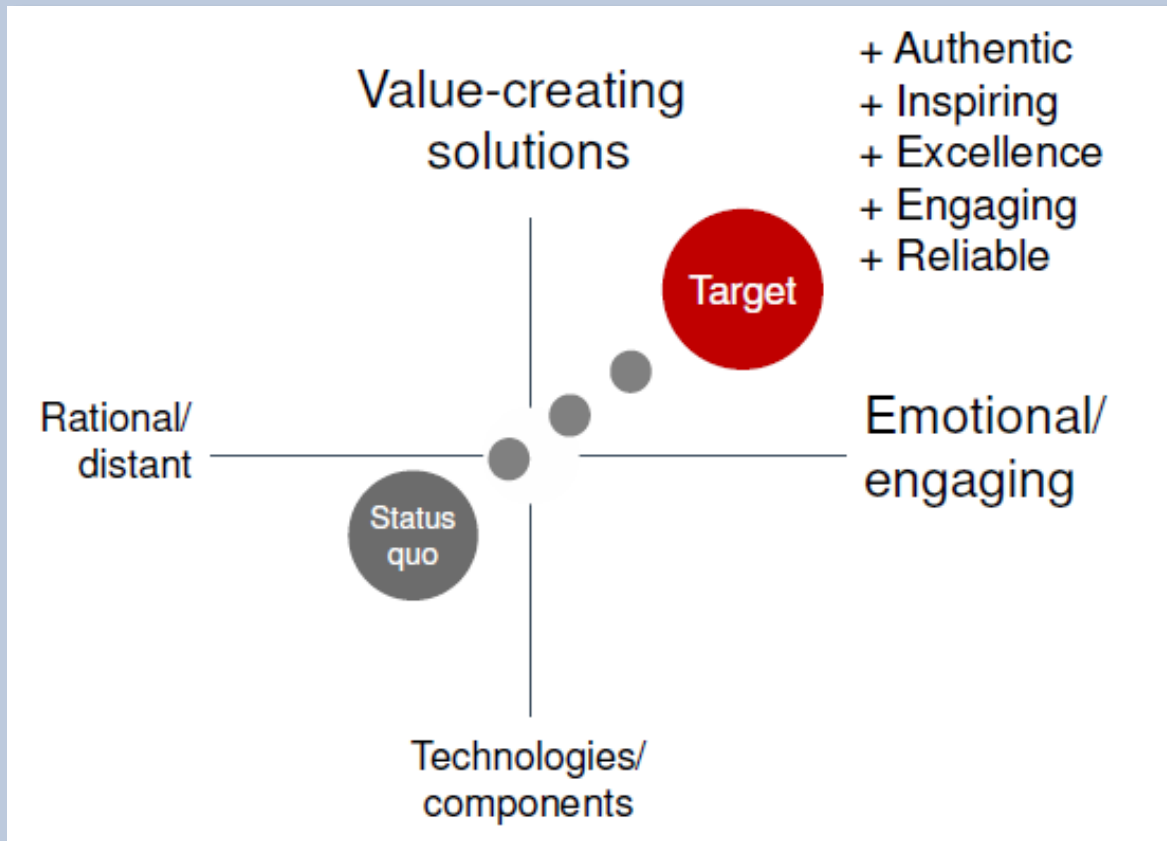 Value-creating
solutions
+ Authentic
+ Inspiring
+ Excellence
+ Engaging
+ Reliable
Target
Rational/
distant
Emotional/
engaging
Status
quo
Technologies/
components